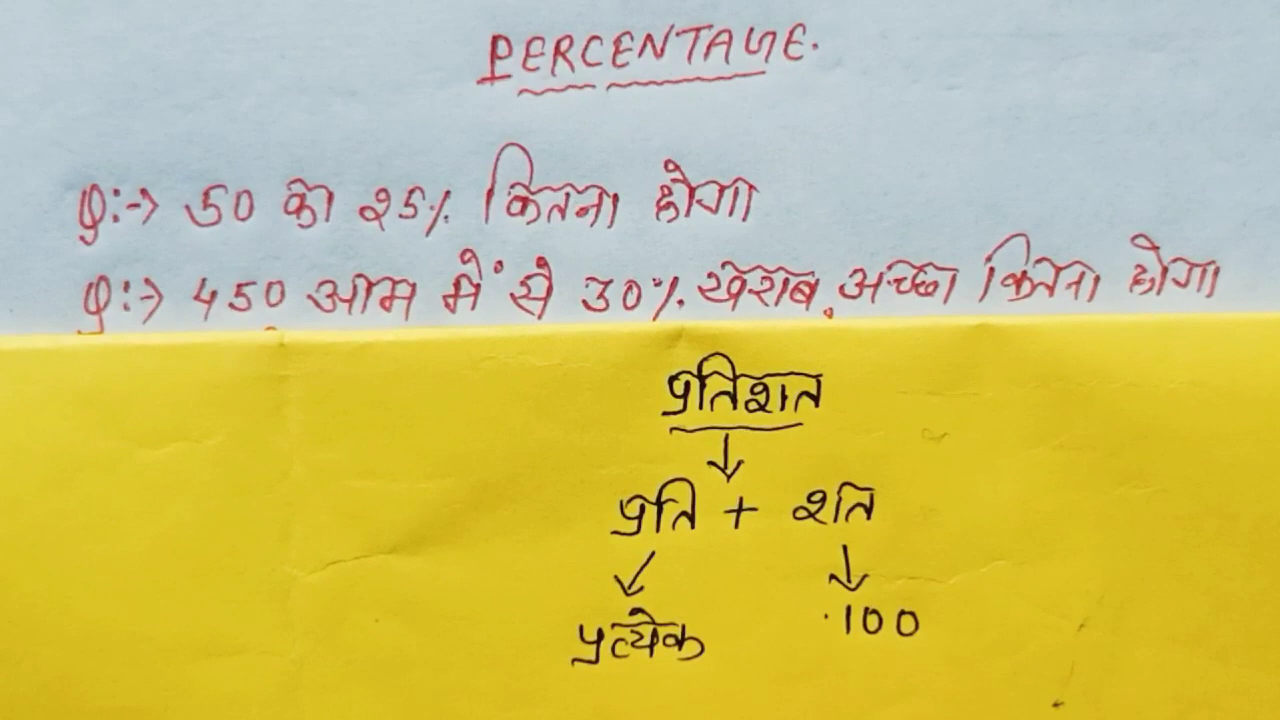 PERCENTAGE.
Q:-> 50 का 25% कितना होगा
Q:-> 450 आम में से 30% खराब, अच्छा कितना होगा
प्रतिशत
↓
प्रति + शत
↙ ↓
प्रत्येक 100